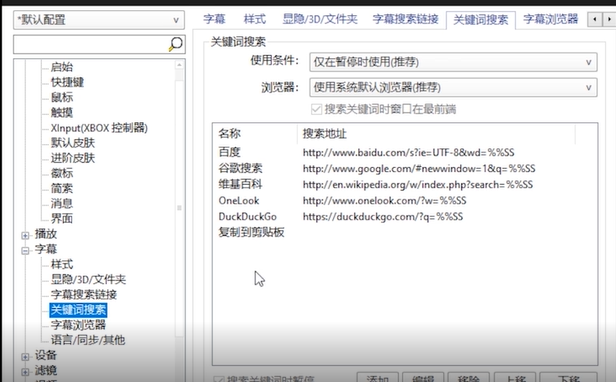 *默认配置
字幕 样式 显隐/3D/文件夹 字幕搜索链接 关键词搜索 字幕浏览器
关键词搜索
使用条件: 仅在暂停时使用(推荐)
浏览器: 使用系统默认浏览器(推荐)
搜索关键词时窗口在最前端
名称 搜索地址
百度 http://www.baidu.com/s?ie=UTF-8&wd=%%SS
谷歌搜索 http://www.google.com/#newwindow=1&q=%%SS
维基百科 http://en.wikipedia.org/w/index.php?search=%%SS
OneLook http://www.onelook.com/?w=%%SS
DuckDuckGo https://duckduckgo.com/?q=%%SS
复制到剪贴板
启始
快捷键
鼠标
触摸
XInput(XBOX 控制器)
默认皮肤
进阶皮肤
徽标
简素
消息
界面
播放
字幕
样式
显隐/3D/文件夹
字幕搜索链接
关键词搜索
字幕浏览器
语言/同步/其他
设备
滤镜
搜索关键词时暂停
添加 编辑 移除 上移 下移